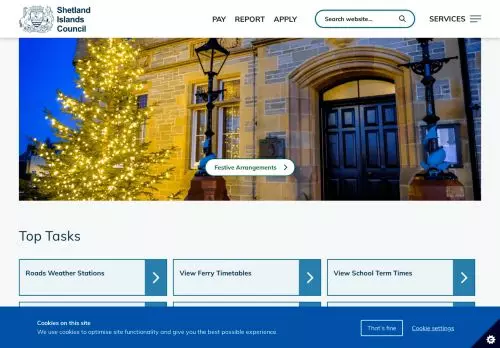 Shetland
Islands
Council
PAY REPORT APPLY
Search website...
SERVICES
Festive Arrangements
Top Tasks
Roads Weather Stations
View Ferry Timetables
View School Term Times
Cookies on this site
We use cookies to optimise site functionality and give you the best possible experience
That's fine
Cookie settings